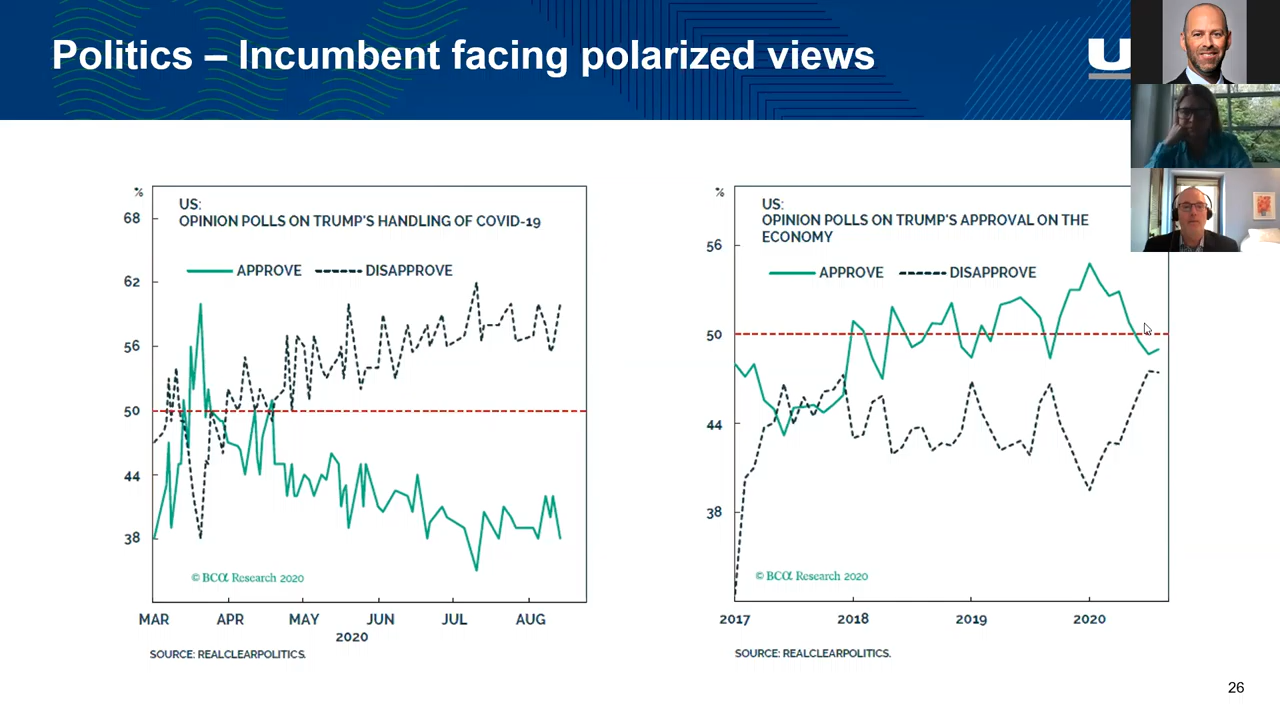 Politics – Incumbent facing polarized views
U
%
US:
OPINION POLLS ON TRUMP'S HANDLING OF COVID-19
APPROVE DISAPPROVE
68
62
56
50
44
38
© BCα Research 2020
MAR APR MAY JUN JUL AUG
2020
SOURCE: REALCLEARPOLITICS.
%
US:
OPINION POLLS ON TRUMP'S APPROVAL ON THE
ECONOMY
APPROVE DISAPPROVE
56
50
44
38
© BCα Research 2020
2017 2018 2019 2020
SOURCE: REALCLEARPOLITICS.
26